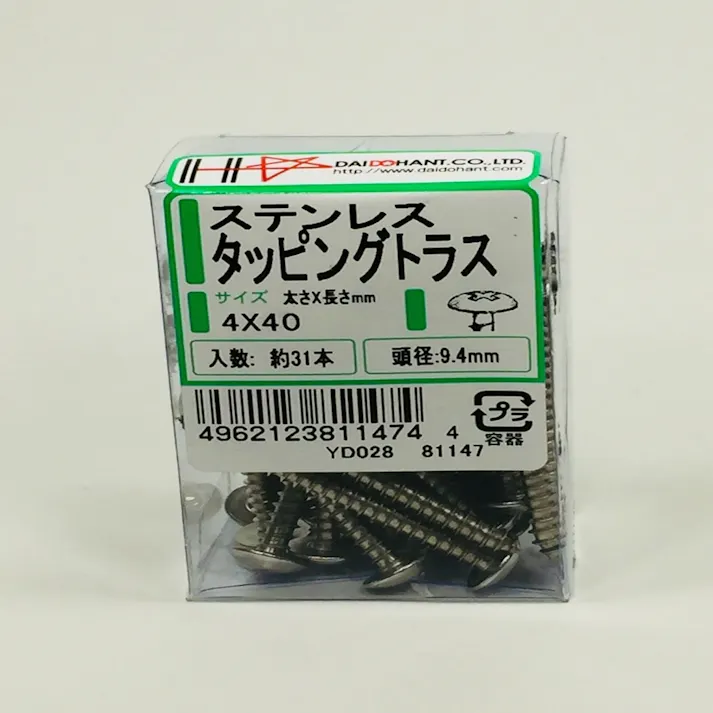 DAIDOHANT.CO.,LTD.
http://www.daidohant.com
ステンレス
タッピングトラス
サイズ 太さX長さmm
4X40
入数: 約31本 頭径:9.4mm
4962123811474 4
プラ
容器
YD028 81147